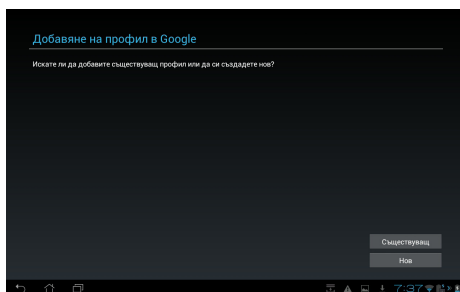 Добавяне на профил в Google
Искате ли да добавите съществуващ профил или да си създадете нов?
Съществуващ
Нов
7:37